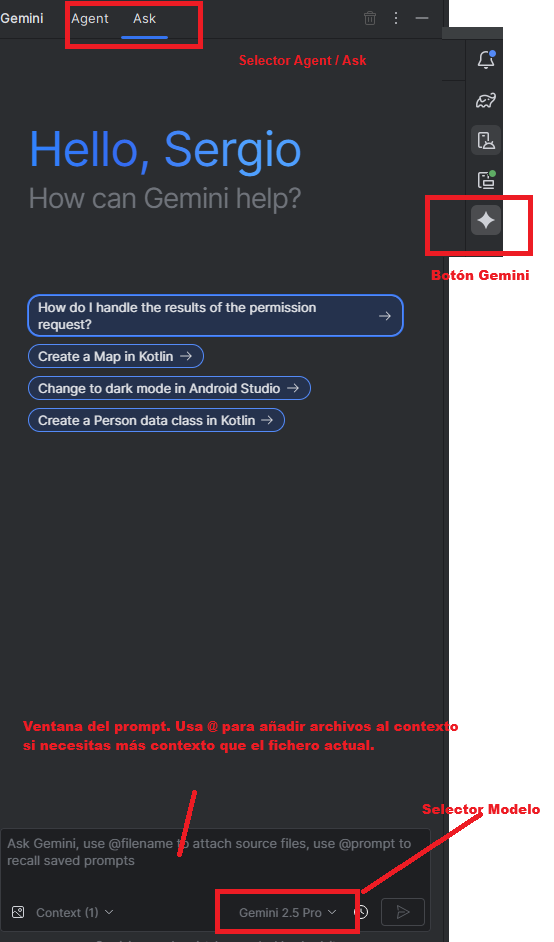 Gemini
Agent
Ask
Selector Agent / Ask
Hello, Sergio
How can Gemini help?
Botón Gemini
How do I handle the results of the permission
request?
Create a Map in Kotlin
Change to dark mode in Android Studio
Create a Person data class in Kotlin
Ventana del prompt. Usa @ para añadir archivos al contexto
si necesitas más contexto que el fichero actual.
Selector Modelo
Ask Gemini, use @filename to attach source files, use @prompt to
recall saved prompts
Context (1)
Gemini 2.5 Pro